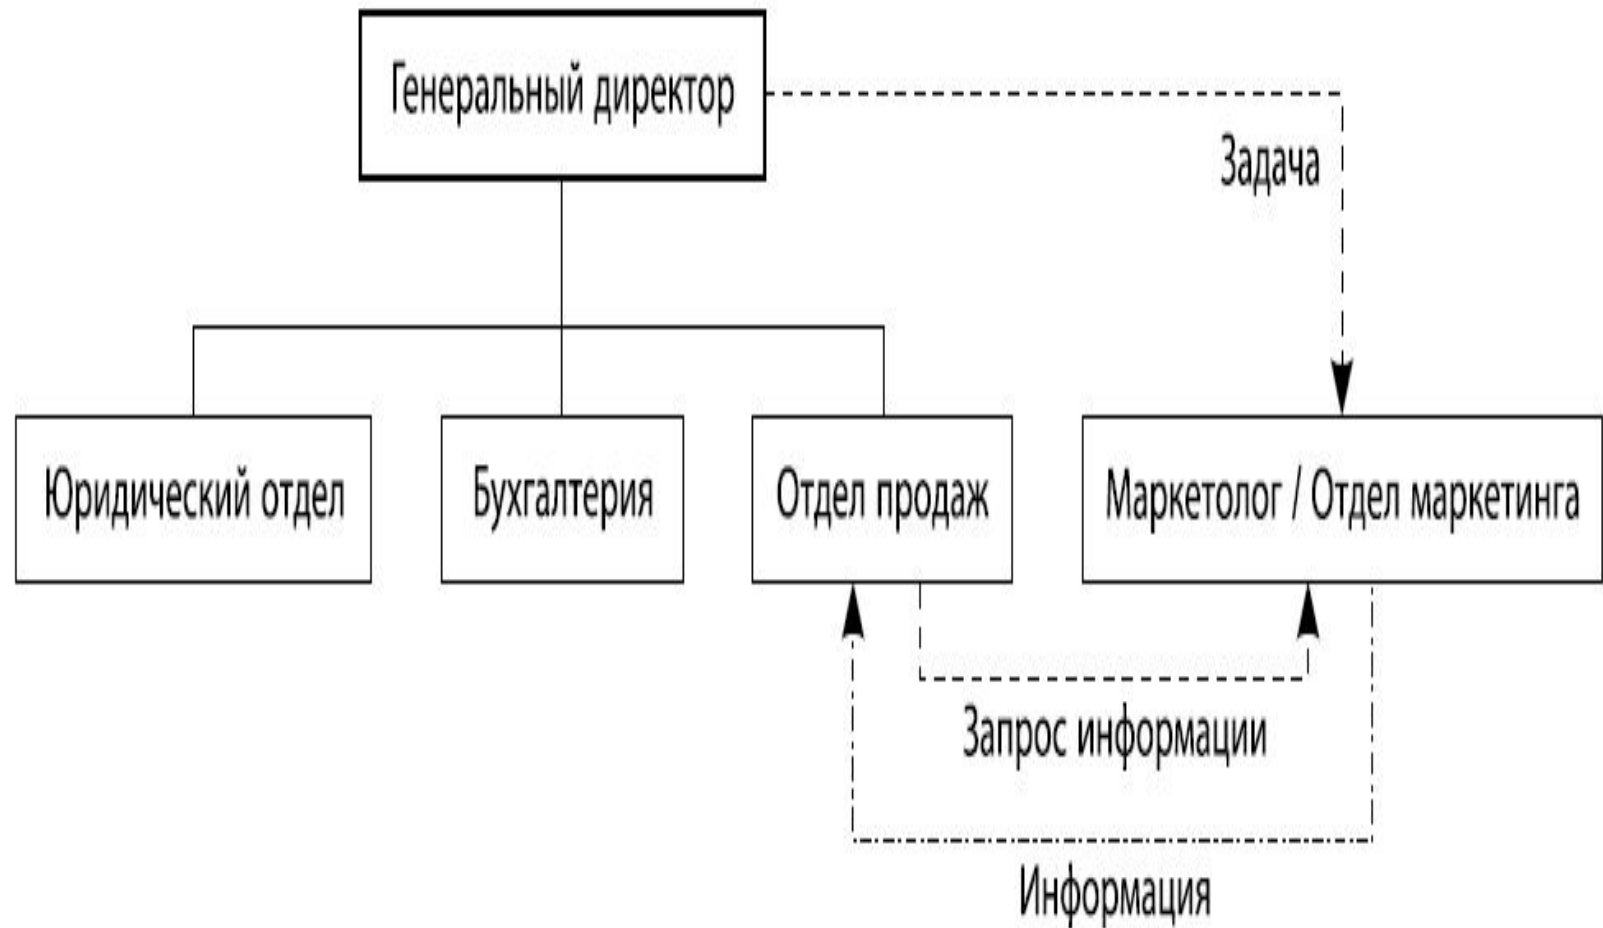 Генеральный директор
Задача
Юридический отдел
Бухгалтерия
Отдел продаж
Маркетолог / Отдел маркетинга
Запрос информации
Информация